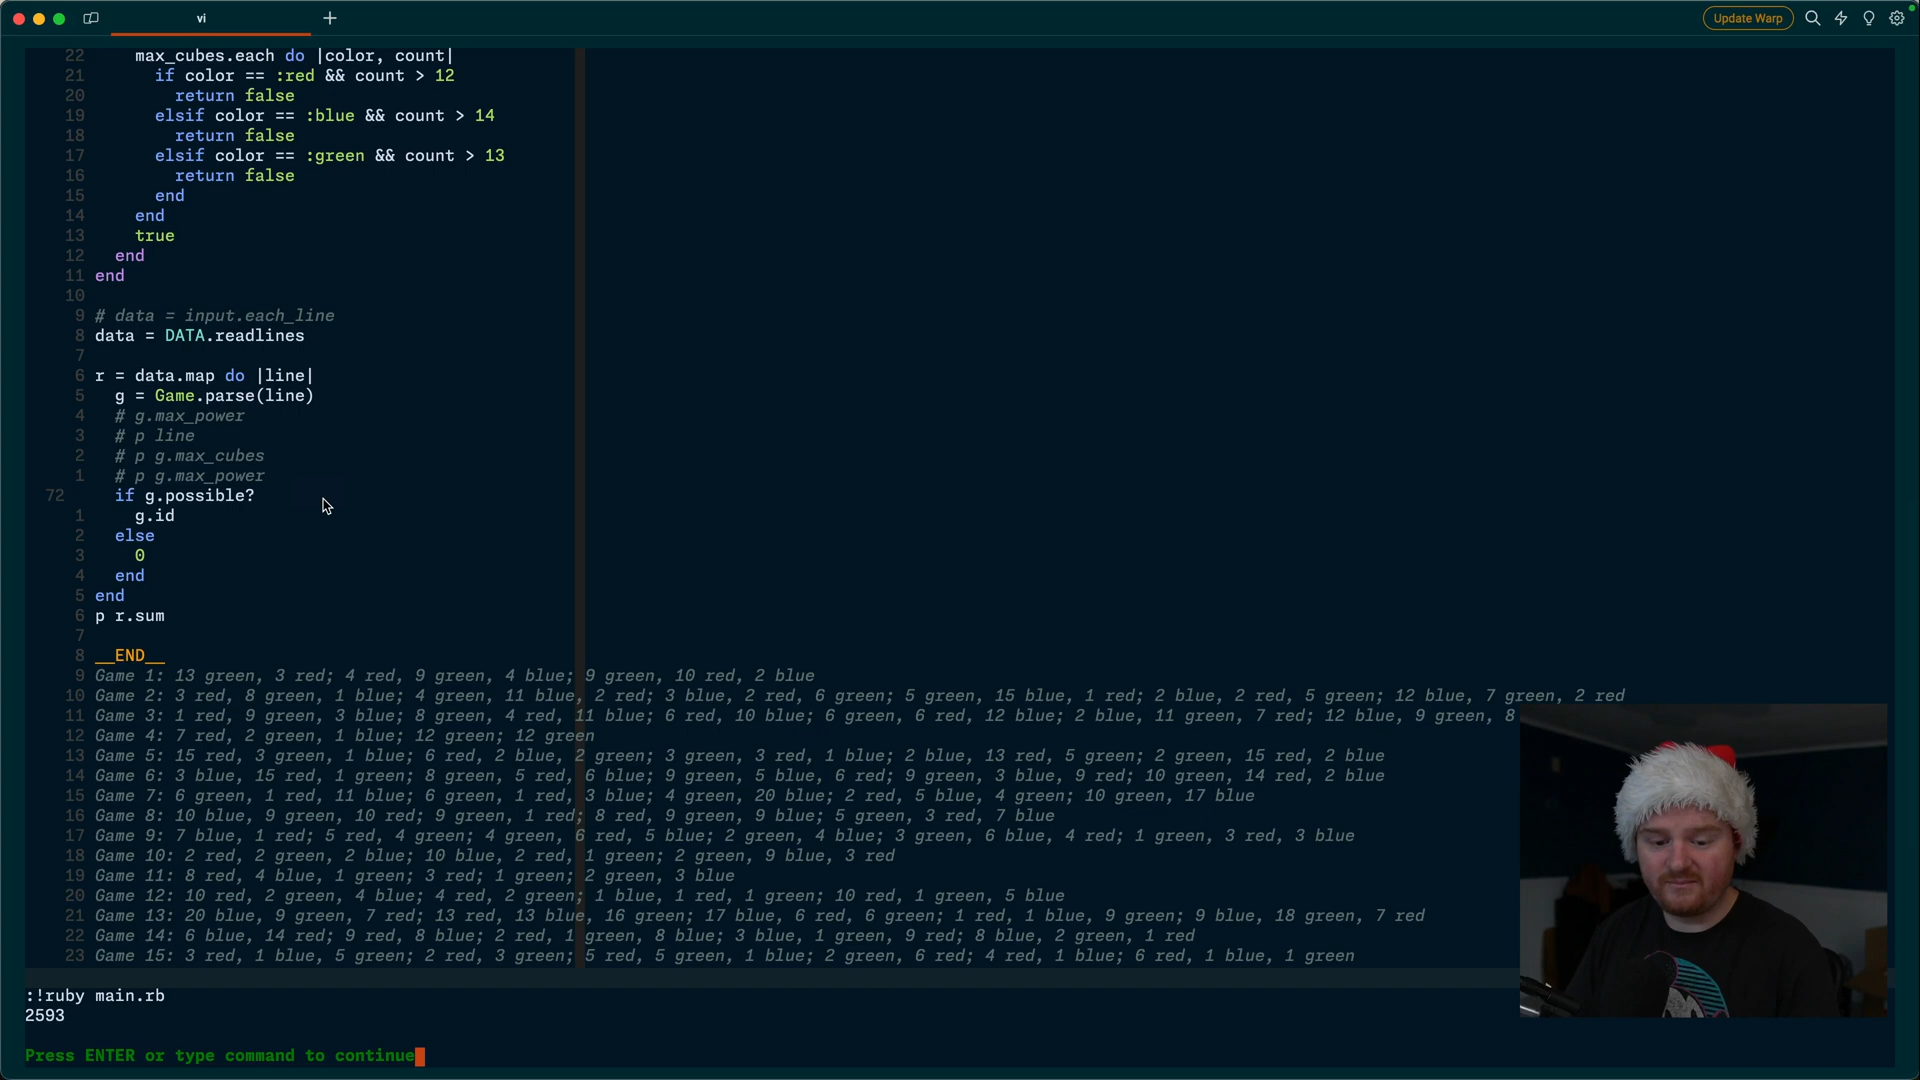 vi
+
Update Warp
22 max_cubes.each do |color, count|
21 if color == :red && count > 12
20 return false
19 elsif color == :blue && count > 14
18 return false
17 elsif color == :green && count > 13
16 return false
15 end
14 end
13 true
12 end
11 end
10
9 # data = input.each_line
8 data = DATA.readlines
7
6 r = data.map do |line|
5 g = Game.parse(line)
4 # g.max_power
3 # p line
2 # p g.max_cubes
1 # p g.max_power
72 if g.possible?
1 g.id
2 else
3 0
4 end
5 end
6 p r.sum
7
8 __END__
9 Game 1: 13 green, 3 red; 4 red, 9 green, 4 blue; 9 green, 10 red, 2 blue
10 Game 2: 3 red, 8 green, 1 blue; 4 green, 11 blue, 2 red; 3 blue, 2 red, 6 green; 5 green, 15 blue, 1 red; 2 blue, 2 red, 5 green; 12 blue, 7 green, 2 red
11 Game 3: 1 red, 9 green, 3 blue; 8 green, 4 red, 11 blue; 6 red, 10 blue; 6 green, 6 red, 12 blue; 2 blue, 11 green, 7 red; 12 blue, 9 green, 8
12 Game 4: 7 red, 2 green, 1 blue; 12 green; 12 green
13 Game 5: 15 red, 3 green, 1 blue; 6 red, 2 blue, 2 green; 3 green, 3 red, 1 blue; 2 blue, 13 red, 5 green; 2 green, 15 red, 2 blue
14 Game 6: 3 blue, 15 red, 1 green; 8 green, 5 red, 6 blue; 9 green, 5 blue, 6 red; 9 green, 3 blue, 9 red; 10 green, 14 red, 2 blue
15 Game 7: 6 green, 1 red, 11 blue; 6 green, 1 red, 3 blue; 4 green, 20 blue; 2 red, 5 blue, 4 green; 10 green, 17 blue
16 Game 8: 10 blue, 9 green, 10 red; 9 green, 1 red; 8 red, 9 green, 9 blue; 5 green, 3 red, 7 blue
17 Game 9: 7 blue, 1 red; 5 red, 4 green; 4 green, 6 red, 5 blue; 2 green, 4 blue; 3 green, 6 blue, 4 red; 1 green, 3 red, 3 blue
18 Game 10: 2 red, 2 green, 2 blue; 10 blue, 2 red, 1 green; 2 green, 9 blue, 3 red
19 Game 11: 8 red, 4 blue, 1 green; 3 red; 1 green; 2 green, 3 blue
20 Game 12: 10 red, 2 green, 4 blue; 4 red, 2 green; 1 blue, 1 red, 1 green; 10 red, 1 green, 5 blue
21 Game 13: 20 blue, 9 green, 7 red; 13 red, 13 blue, 16 green; 17 blue, 6 red, 6 green; 1 red, 1 blue, 9 green; 9 blue, 18 green, 7 red
22 Game 14: 6 blue, 14 red; 9 red, 8 blue; 2 red, 1 green, 8 blue; 3 blue, 1 green, 9 red; 8 blue, 2 green, 1 red
23 Game 15: 3 red, 1 blue, 5 green; 2 red, 3 green; 5 red, 5 green, 1 blue; 2 green, 6 red; 4 red, 1 blue; 6 red, 1 blue, 1 green
:!ruby main.rb
2593
Press ENTER or type command to continue